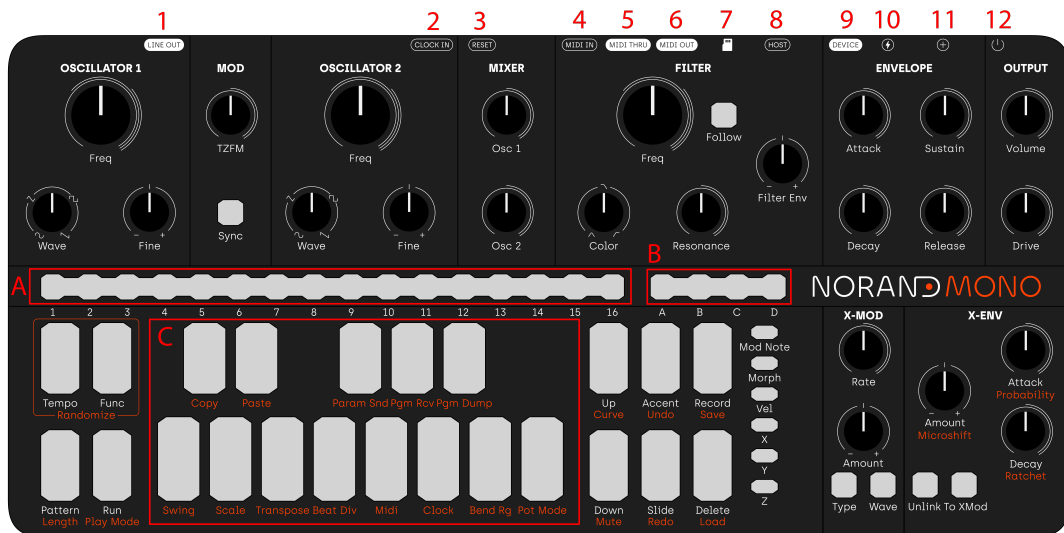 1 2 3 4 5 6 7 8 9 10 11 12
LINE OUT CLOCK IN RESET MIDI IN MIDI THRU MIDI OUT HOST DEVICE
OSCILLATOR 1 MOD OSCILLATOR 2 MIXER FILTER ENVELOPE OUTPUT
Follow
Freq TZFM Freq Osc 1 Freq Attack Sustain Volume
- +
Filter Env
- + - +
Wave Fine Sync Wave Fine Osc 2 Color Resonance Decay Release Drive
A B
NORAND MONO
1 2 3 4 5 6 7 8 9 10 11 12 13 14 15 16 A B C D
X-MOD X-ENV
C
Mod Note
Rate
Morph
Attack
Probability
Tempo Func Up Accent Record
Randomize Copy Paste Param Snd Pgm Rcv Pgm Dump Curve Undo Save
Vel
- +
Amount
Microshift
X
Y
Z
- +
Amount
Decay
Ratchet
Type Wave Unlink To XMod
Pattern Run Down Slide Delete
Length Play Mode Swing Scale Transpose Beat Div Midi Clock Bend Rg Pot Mode Mute Redo Load